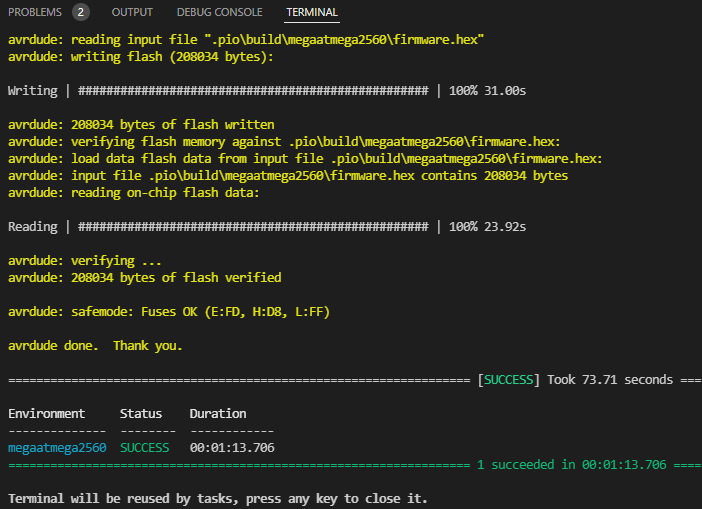 PROBLEMS 2 OUTPUT DEBUG CONSOLE TERMINAL
avrdude: reading input file ".pio\build\megaatmega2560\firmware.hex"
avrdude: writing flash (208034 bytes):
Writing | ################################################## | 100% 31.00s
avrdude: 208034 bytes of flash written
avrdude: verifying flash memory against .pio\build\megaatmega2560\firmware.hex:
avrdude: load data flash data from input file .pio\build\megaatmega2560\firmware.hex:
avrdude: input file .pio\build\megaatmega2560\firmware.hex contains 208034 bytes
avrdude: reading on-chip flash data:
Reading | ################################################## | 100% 23.92s
avrdude: verifying ...
avrdude: 208034 bytes of flash verified
avrdude: safemode: Fuses OK (E:FD, H:D8, L:FF)
avrdude done.  Thank you.
================================================================== [SUCCESS] Took 73.71 seconds ===
Environment    Status    Duration
--------------  --------  ------------
megaatmega2560  SUCCESS   00:01:13.706
================================================================== 1 succeeded in 00:01:13.706 ====
Terminal will be reused by tasks, press any key to close it.